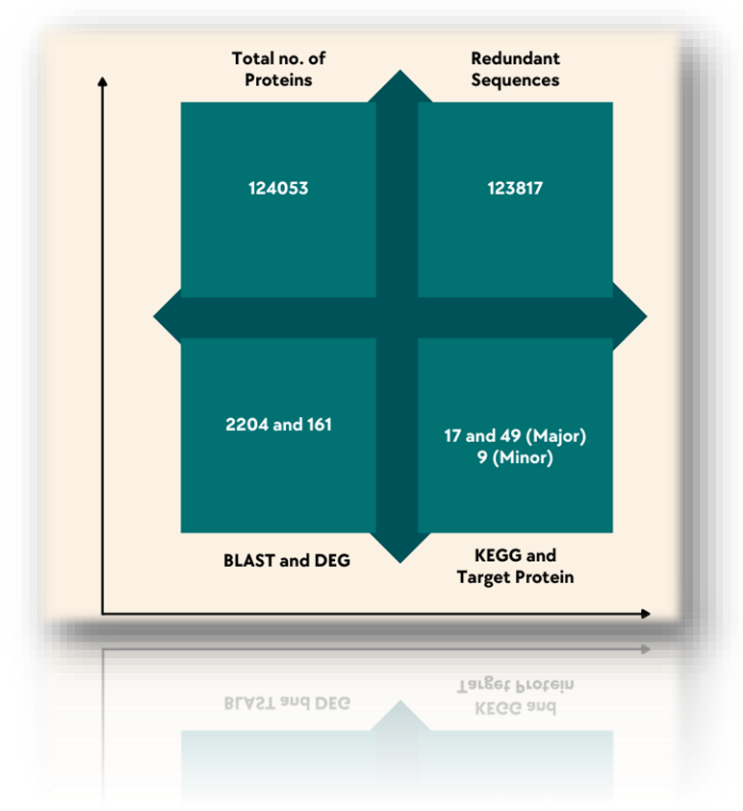 Total no. of
Proteins
Redundant
Sequences
124053
123817
2204 and 161
17 and 49 (Major)
9 (Minor)
BLAST and DEG
KEGG and
Target Protein